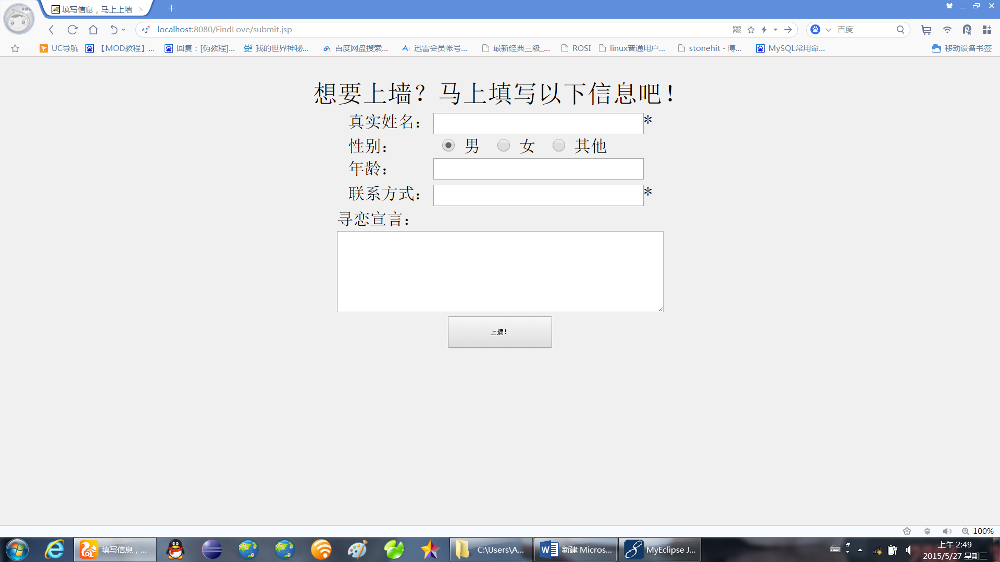 填写信息，马上上墙
localhost:8080/FindLove/submit.jsp
百度
UC导航
【MOD教程】...
回复：[伪教程]...
我的世界神秘...
百度网盘搜索...
迅雷会员帐号...
最新经典三级_...
ROSI
linux普通用户...
stonehit - 博...
MySQL常用命...
移动设备书签
想要上墙？马上填写以下信息吧！
真实姓名：*
性别： 男 女 其他
年龄：
联系方式：*
寻恋宣言：
上墙！
100%
填写信息，...
C:\Users\A...
新建 Micros...
MyEclipse J...
上午 2:49
2015/5/27 星期三